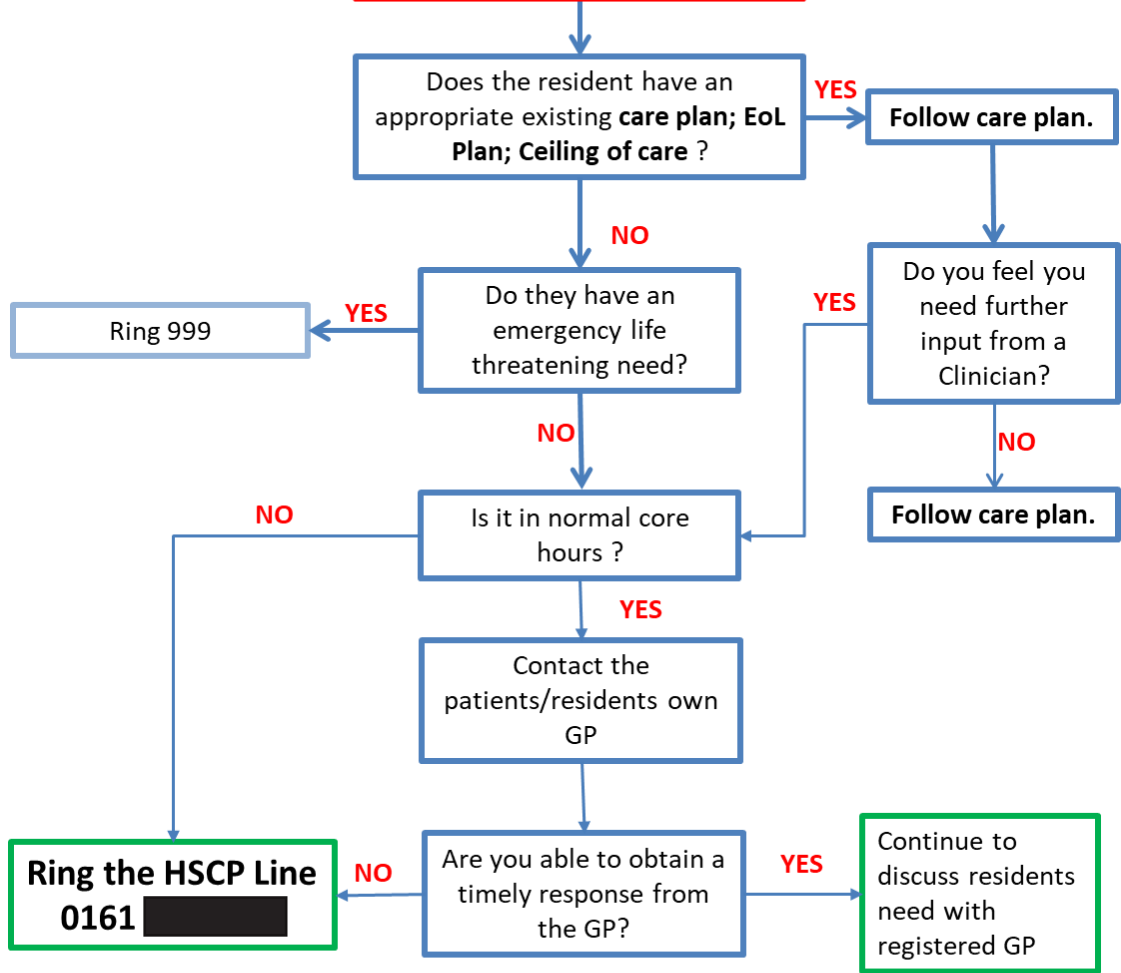 Does the resident have an
appropriate existing care plan; EoL
Plan; Ceiling of care ?
YES
Follow care plan.
NO
Do they have an
emergency life
threatening need?
YES
Ring 999
Do you feel you
need further
input from a
Clinician?
YES
NO
Follow care plan.
NO
Is it in normal core
hours ?
NO
YES
Contact the
patients/residents own
GP
Are you able to obtain a
timely response from
the GP?
NO
Ring the HSCP Line
0161
YES
Continue to
discuss residents
need with
registered GP